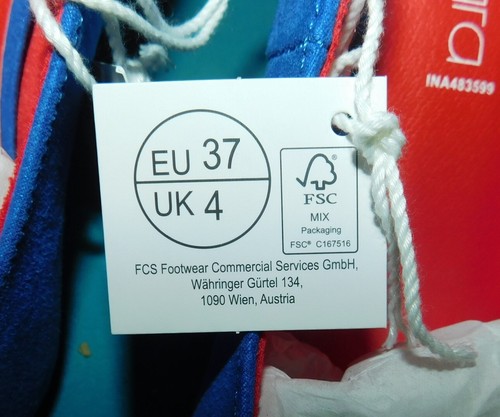 ara
INA483599
EU 37
UK 4
FSC
MIX
Packaging
FSC® C167516
FCS Footwear Commercial Services GmbH,
Währinger Gürtel 134,
1090 Wien, Austria